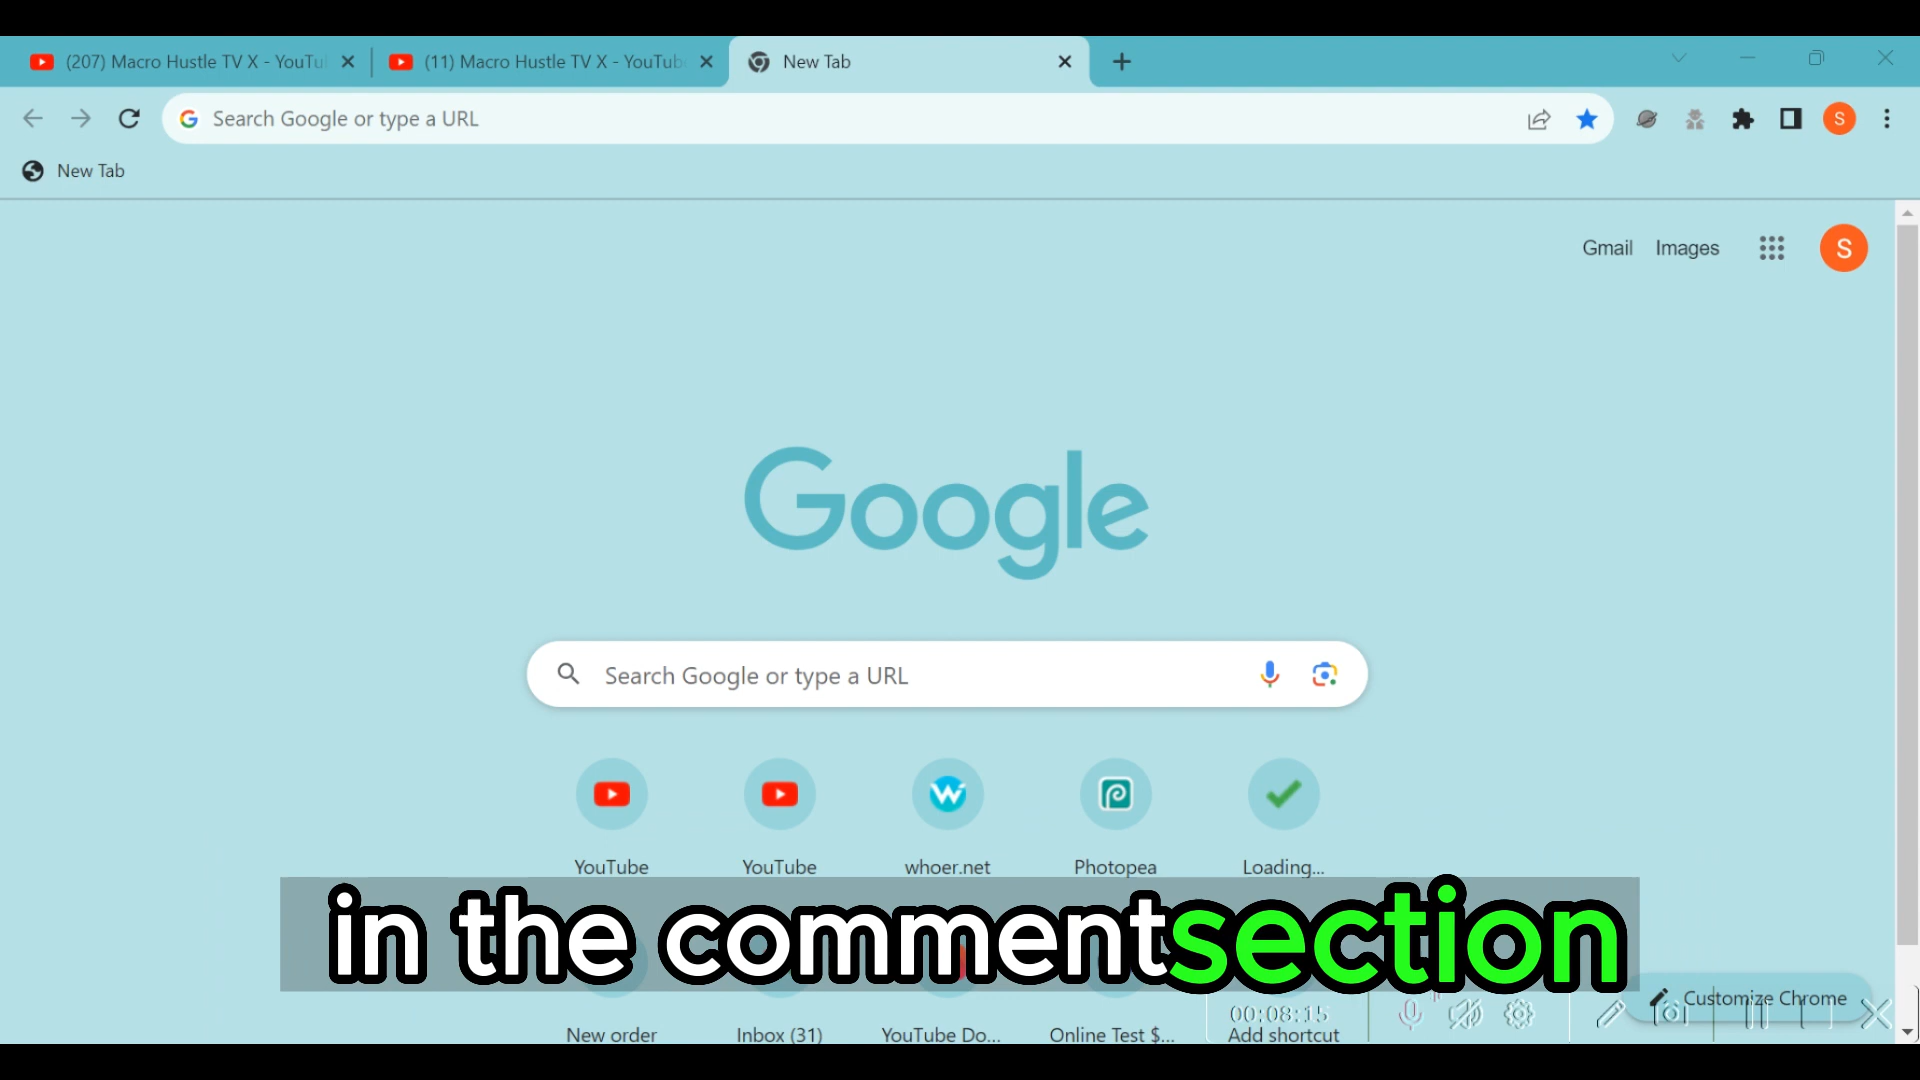 (207) Macro Hustle TV X - YouTu
(11) Macro Hustle TV X - YouTub
New Tab
Search Google or type a URL
S
New Tab
Gmail
Images
S
Google
Search Google or type a URL
YouTube
YouTube
whoer.net
Photopea
Loading...
in the comment section
Customize Chrome
00:08:15
New order
Inbox (31)
YouTube Do...
Online Test $...
Add shortcut